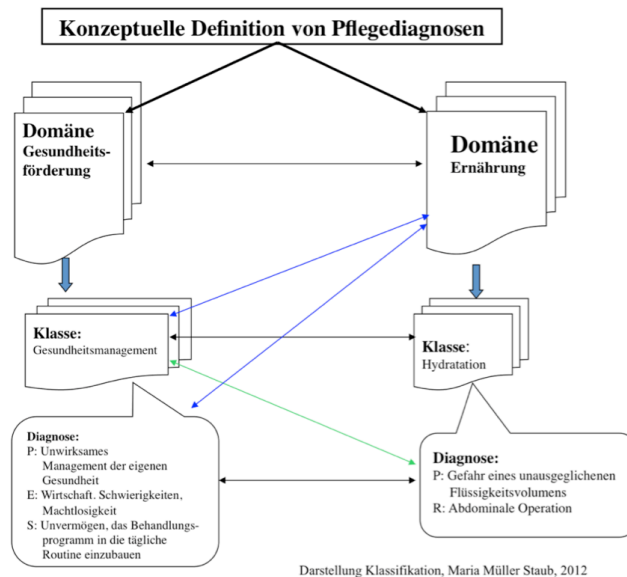 Konzeptuelle Definition von Pflegediagnosen
Domäne
Gesundheits-
förderung
Domäne
Ernährung
Klasse:
Gesundheitsmanagement
Klasse:
Hydratation
Diagnose:
P: Unwirksames
Management der eigenen
Gesundheit
E: Wirtschaft. Schwierigkeiten,
Machtlosigkeit
S: Unvermögen, das Behandlungs-
programm in die tägliche
Routine einzubauen
Diagnose:
P: Gefahr eines unausgeglichenen
Flüssigkeitsvolumens
R: Abdominale Operation
Darstellung Klassifikation, Maria Müller Staub, 2012